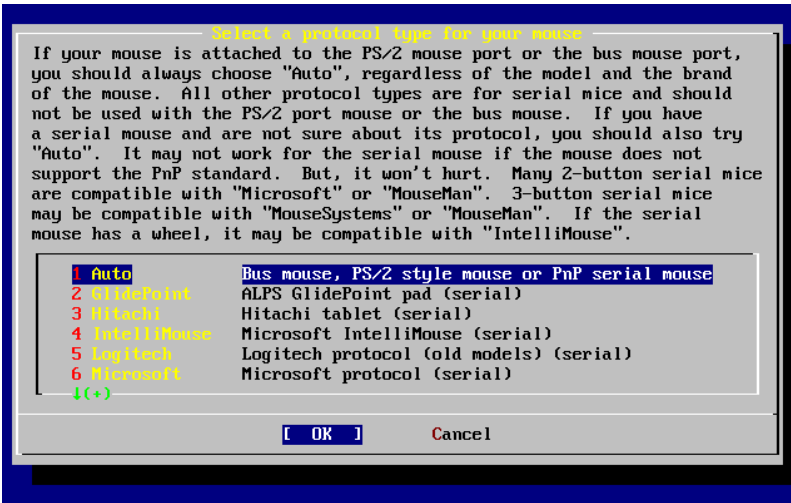 Select a protocol type for your mouse
If your mouse is attached to the PS/2 mouse port or the bus mouse port,
you should always choose "Auto", regardless of the model and the brand
of the mouse.  All other protocol types are for serial mice and should
not be used with the PS/2 port mouse or the bus mouse.  If you have
a serial mouse and are not sure about its protocol, you should also try
"Auto".  It may not work for the serial mouse if the mouse does not
support the PnP standard.  But, it won't hurt.  Many 2-button serial mice
are compatible with "Microsoft" or "MouseMan".  3-button serial mice
may be compatible with "MouseSystems" or "MouseMan".  If the serial
mouse has a wheel, it may be compatible with "IntelliMouse".
1 Auto Bus mouse, PS/2 style mouse or PnP serial mouse
2 GlidePoint ALPS GlidePoint pad (serial)
3 Hitachi Hitachi tablet (serial)
4 IntelliMouse Microsoft IntelliMouse (serial)
5 Logitech Logitech protocol (old models) (serial)
6 Microsoft Microsoft protocol (serial)
↓(+)
[ OK ] Cancel